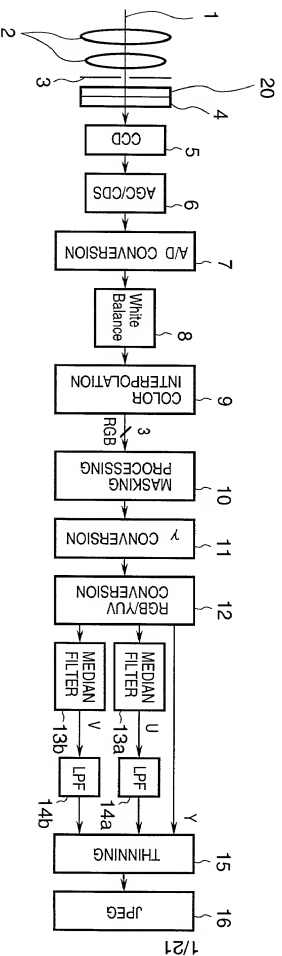 1/21
1
2
3
20
4
CCD
5
AGC/CDS
6
A/D CONVERSION
7
White
Balance
8
COLOR
INTERPOLATION
9
3
RGB
MASKING
PROCESSING
10
γ CONVERSION
11
RGB/YUV
CONVERSION
12
MEDIAN
FILTER
13a
MEDIAN
FILTER
13b
U
V
Y
LPF
14a
LPF
14b
THINNING
15
JPEG
16